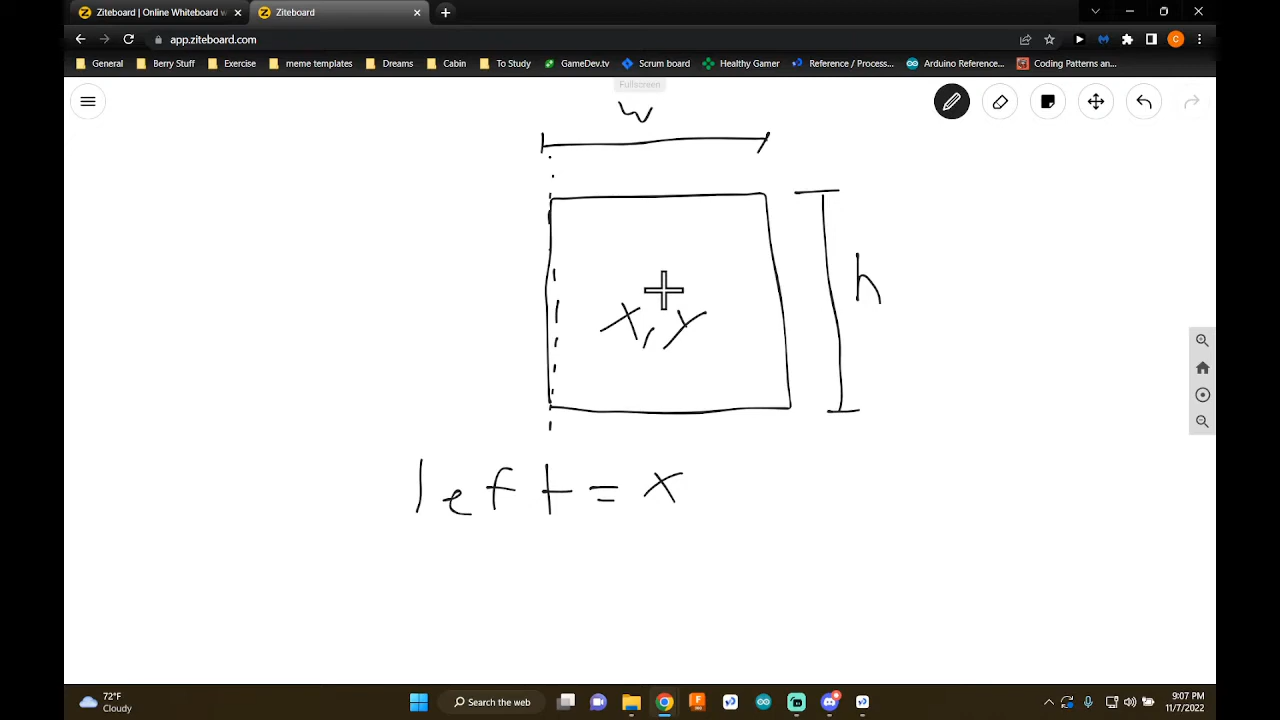 Ziteboard | Online Whiteboard w
Ziteboard
app.ziteboard.com
General
Berry Stuff
Exercise
meme templates
Dreams
Cabin
To Study
GameDev.tv
Scrum board
Healthy Gamer
Reference / Process...
Arduino Reference...
Coding Patterns an...
Fullscreen
w
h
x, y
left = x
72°F
Cloudy
Search the web
9:07 PM
11/7/2022